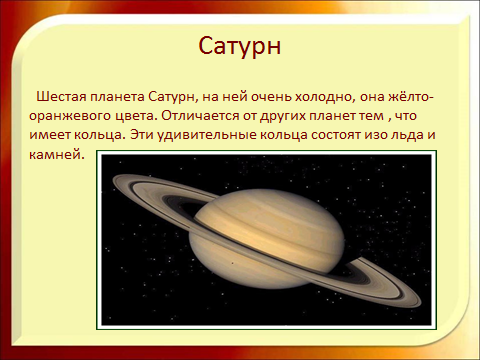 Сатурн
Шестая планета Сатурн, на ней очень холодно, она жёлто-
оранжевого цвета. Отличается от других планет тем , что
имеет кольца. Эти удивительные кольца состоят изо льда и
камней.